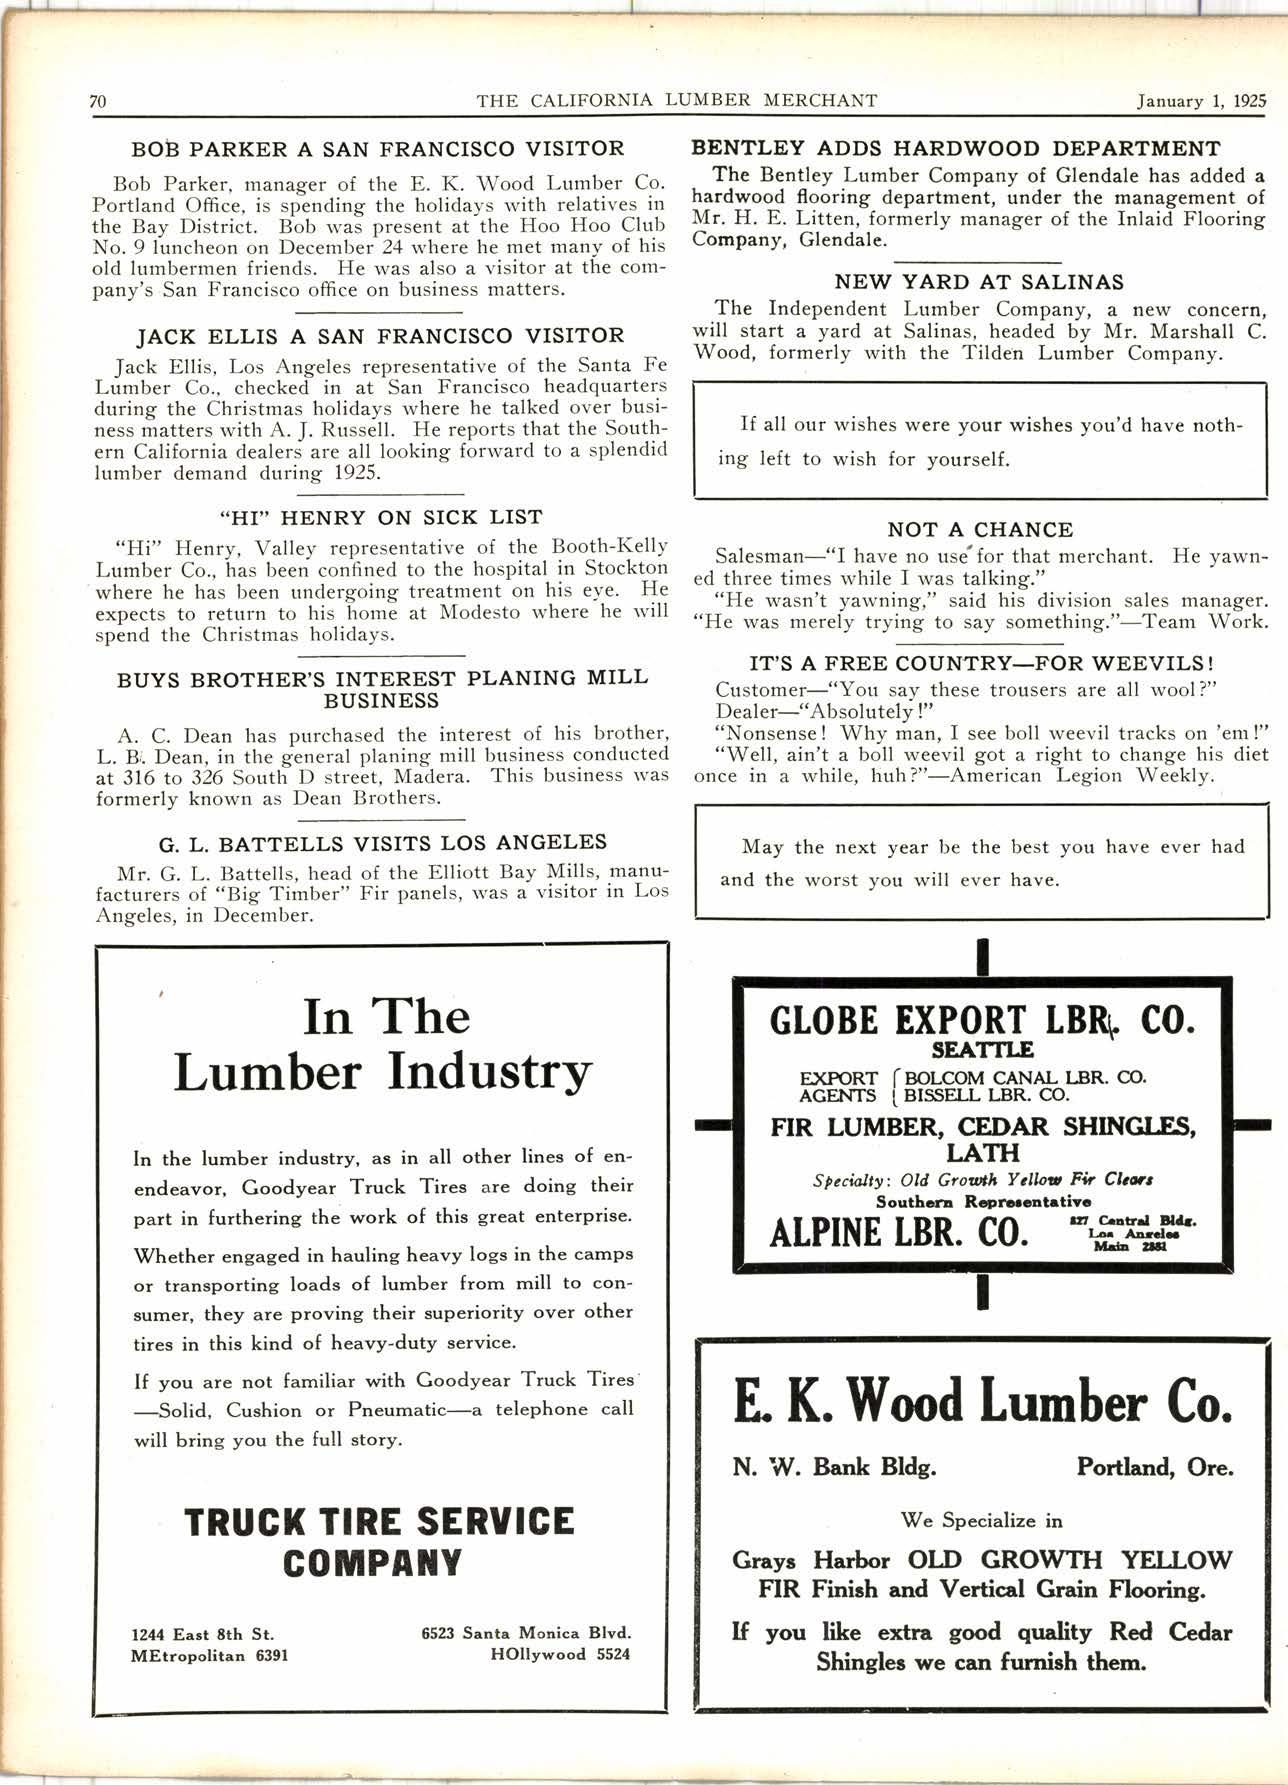 70
THE CALIFORNIA LUMBER MERCHANT
January 1, 1925
BOB PARKER A SAN FRANCISCO VISITOR
Bob Parker, manager of the E. K. Wood Lumber Co.
Portland Office, is spending the holidays with relatives in
the Bay District. Bob was present at the Hoo Hoo Club
No. 9 luncheon on December 24 where he met many of his
old lumbermen friends. He was also a visitor at the com-
pany's San Francisco office on business matters.
JACK ELLIS A SAN FRANCISCO VISITOR
Jack Ellis, Los Angeles representative of the Santa Fe
Lumber Co., checked in at San Francisco headquarters
during the Christmas holidays where he talked over busi-
ness matters with A. J. Russell. He reports that the South-
ern California dealers are all looking forward to a splendid
lumber demand during 1925.
"HI" HENRY ON SICK LIST
"Hi" Henry, Valley representative of the Booth-Kelly
Lumber Co., has been confined to the hospital in Stockton
where he has been undergoing treatment on his eye. He
expects to return to his home at Modesto where he will
spend the Christmas holidays.
BUYS BROTHER'S INTEREST PLANING MILL
BUSINESS
A. C. Dean has purchased the interest of his brother,
L. B. Dean, in the general planing mill business conducted
at 316 to 326 South D street, Madera. This business was
formerly known as Dean Brothers.
G. L. BATTELLS VISITS LOS ANGELES
Mr. G. L. Battells, head of the Elliott Bay Mills, manu-
facturers of "Big Timber" Fir panels, was a visitor in Los
Angeles, in December.
In The
Lumber Industry
In the lumber industry, as in all other lines of en-
endeavor, Goodyear Truck Tires are doing their
part in furthering the work of this great enterprise.
Whether engaged in hauling heavy logs in the camps
or transporting loads of lumber from mill to con-
sumer, they are proving their superiority over other
tires in this kind of heavy-duty service.
If you are not familiar with Goodyear Truck Tires
—Solid, Cushion or Pneumatic—a telephone call
will bring you the full story.
TRUCK TIRE SERVICE
COMPANY
1244 East 8th St.
MEtropolitan 6391
6523 Santa Monica Blvd.
HOllywood 5524
BENTLEY ADDS HARDWOOD DEPARTMENT
The Bentley Lumber Company of Glendale has added a
hardwood flooring department, under the management of
Mr. H. E. Litten, formerly manager of the Inlaid Flooring
Company, Glendale.
NEW YARD AT SALINAS
The Independent Lumber Company, a new concern,
will start a yard at Salinas, headed by Mr. Marshall C.
Wood, formerly with the Tilden Lumber Company.
If all our wishes were your wishes you'd have noth-
ing left to wish for yourself.
NOT A CHANCE
Salesman—"I have no use for that merchant. He yawn-
ed three times while I was talking."
"He wasn't yawning," said his division sales manager.
"He was merely trying to say something."—Team Work.
IT'S A FREE COUNTRY—FOR WEEVILS!
Customer—"You say these trousers are all wool?"
Dealer—"Absolutely!"
"Nonsense! Why man, I see boll weevil tracks on 'em!"
"Well, ain't a boll weevil got a right to change his diet
once in a while, huh?"—American Legion Weekly.
May the next year be the best you have ever had
and the worst you will ever have.
GLOBE EXPORT LBR. CO.
SEATTLE
EXPORT { BOLCOM CANAL LBR. CO.
AGENTS { BISSELL LBR. CO.
FIR LUMBER, CEDAR SHINGLES,
LATH
Specialty: Old Growth Yellow Fir Clears
Southern Representative
ALPINE LBR. CO.
827 Central Bldg.
Los Angeles
Main 2881
E. K. Wood Lumber Co.
N. W. Bank Bldg. Portland, Ore.
We Specialize in
Grays Harbor OLD GROWTH YELLOW
FIR Finish and Vertical Grain Flooring.
If you like extra good quality Red Cedar
Shingles we can furnish them.